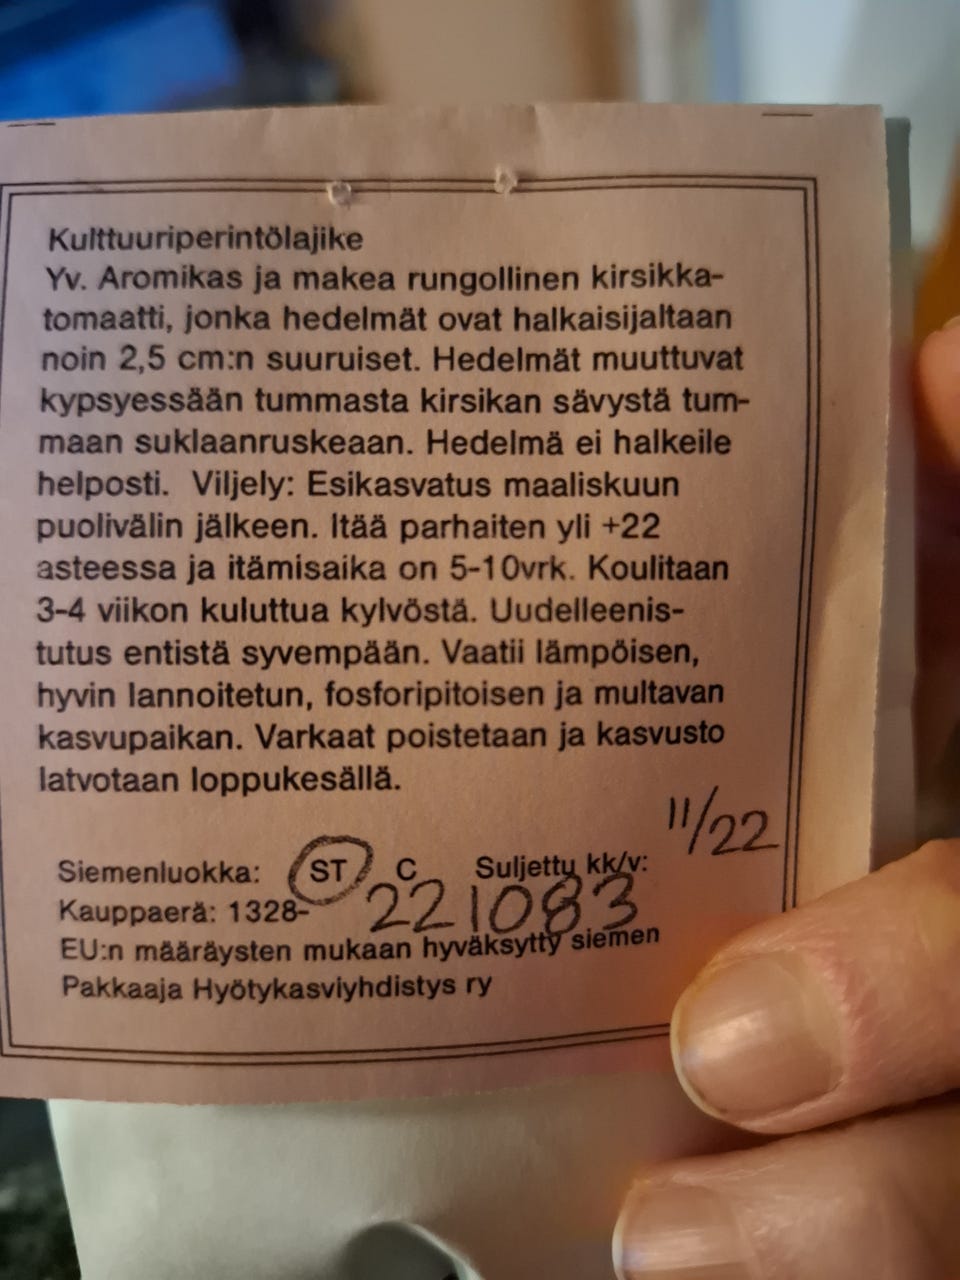 Kulttuuriperintölajike
Yv. Aromikas ja makea rungollinen kirsikka-
tomaatti, jonka hedelmät ovat halkaisijaltaan
noin 2,5 cm:n suuruiset. Hedelmät muuttuvat
kypsyessään tummasta kirsikan sävystä tum-
maan suklaanruskeaan. Hedelmä ei halkeile
helposti. Viljely: Esikasvatus maaliskuun
puolivälin jälkeen. Itää parhaiten yli +22
asteessa ja itämisaika on 5-10vrk. Koulitaan
3-4 viikon kuluttua kylvöstä. Uudelleenis-
tutus entistä syvempään. Vaatii lämpöisen,
hyvin lannoitetun, fosforipitoisen ja multavan
kasvupaikan. Varkaat poistetaan ja kasvusto
latvotaan loppukesällä.
Siemenluokka: ST C Suljettu kk/v: 11/22
Kauppaerä: 1328- 221083
EU:n määräysten mukaan hyväksytty siemen
Pakkaaja Hyötykasviyhdistys ry